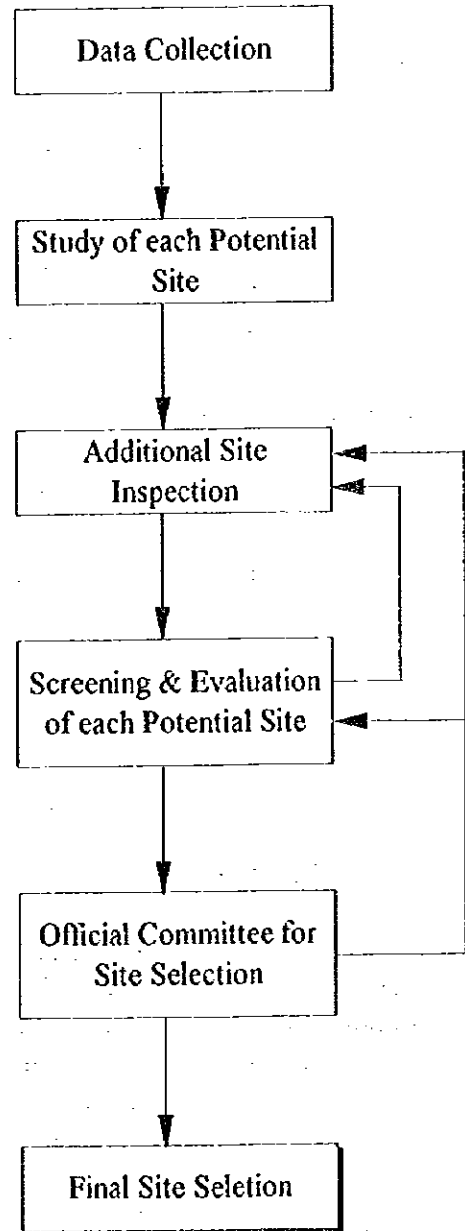 Data Collection
Study of each Potential
Site
Additional Site
Inspection
Screening & Evaluation
of each Potential Site
Official Committee for
Site Selection
Final Site Seletion